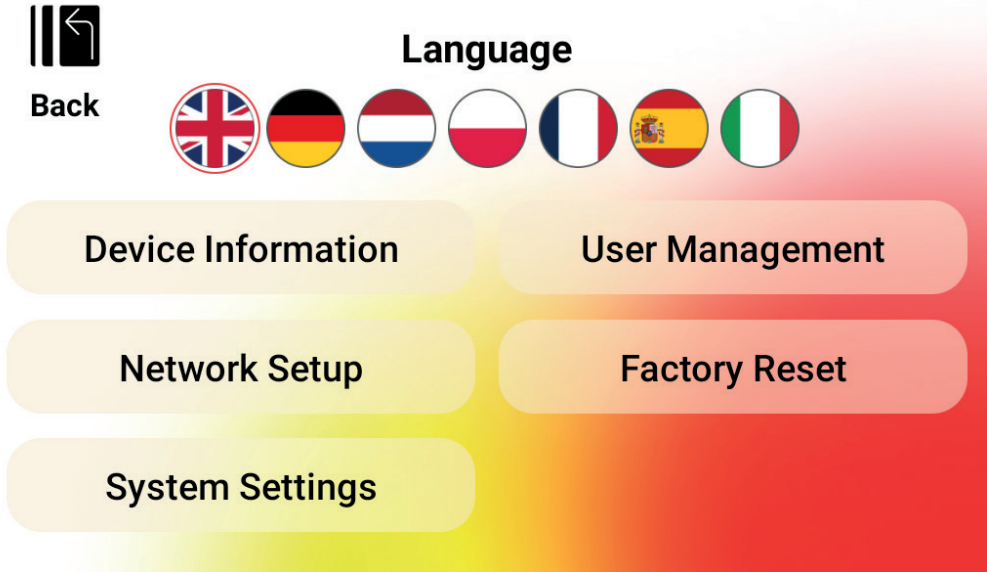 Language
Back
Device Information
User Management
Network Setup
Factory Reset
System Settings